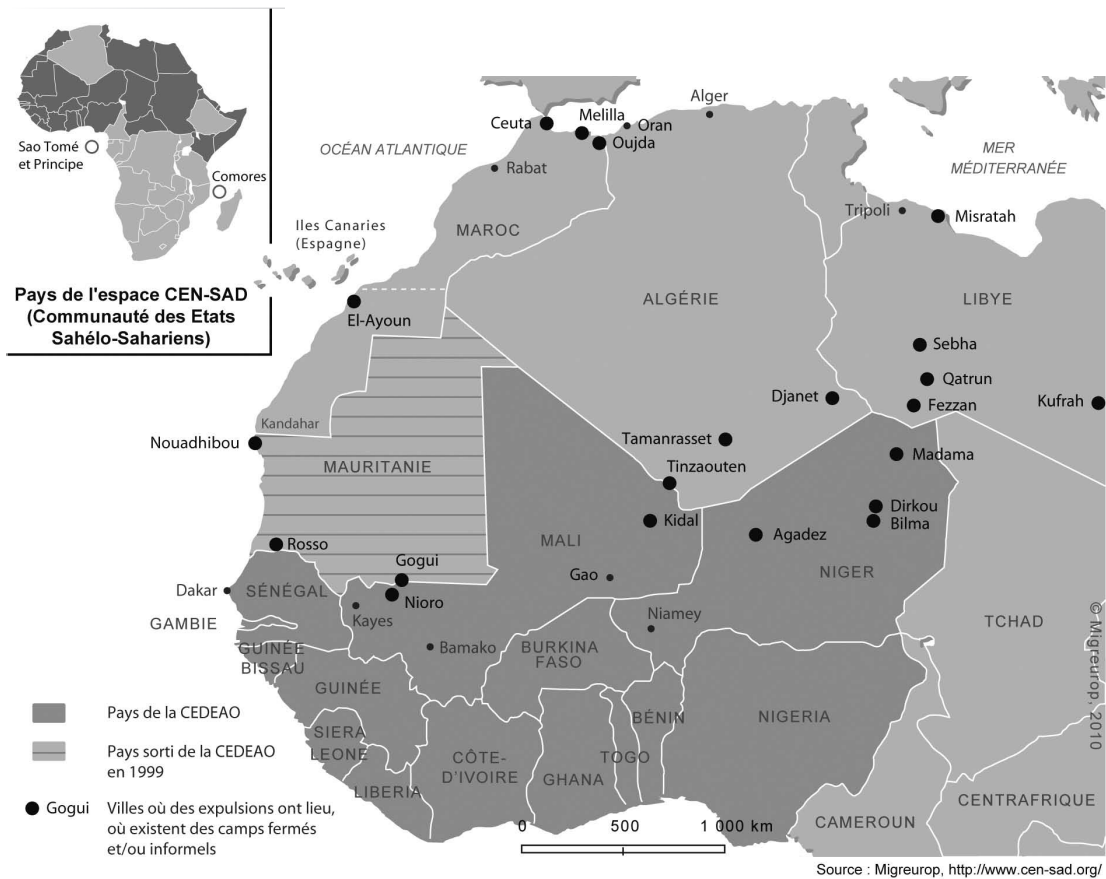 Sao Tomé
et Principe
Comores
Pays de l'espace CEN-SAD
(Communauté des Etats
Sahélo-Sahariens)
OCÉAN ATLANTIQUE
Ceuta
Melilla
Oran
Oujda
Alger
Rabat
MER
MÉDITERRANÉE
Tripoli
Misratah
Iles Canaries
(Espagne)
MAROC
ALGÉRIE
LIBYE
El-Ayoun
Sebha
Qatrun
Djanet
Fezzan
Kufrah
Kandahar
Nouadhibou
Tamanrasset
Madama
MAURITANIE
Tinzaouten
Dirkou
Bilma
Kidal
Agadez
Rosso
MALI
Gogui
Gao
NIGER
Dakar
SÉNÉGAL
Nioro
Kayes
Niamey
GAMBIE
TCHAD
Bamako
BURKINA
FASO
GUINÉE
BISSAU
GUINÉE
BÉNIN
NIGERIA
SIERA
LEONE
CÔTE-
D'IVOIRE
TOGO
GHANA
LIBERIA
CENTRAFRIQUE
CAMEROUN
Pays de la CEDEAO
Pays sorti de la CEDEAO
en 1999
Gogui
Villes où des expulsions ont lieu,
où existent des camps fermés
et/ou informels
0 500 1 000 km
© Migreurop, 2010
Source : Migreurop, http://www.cen-sad.org/